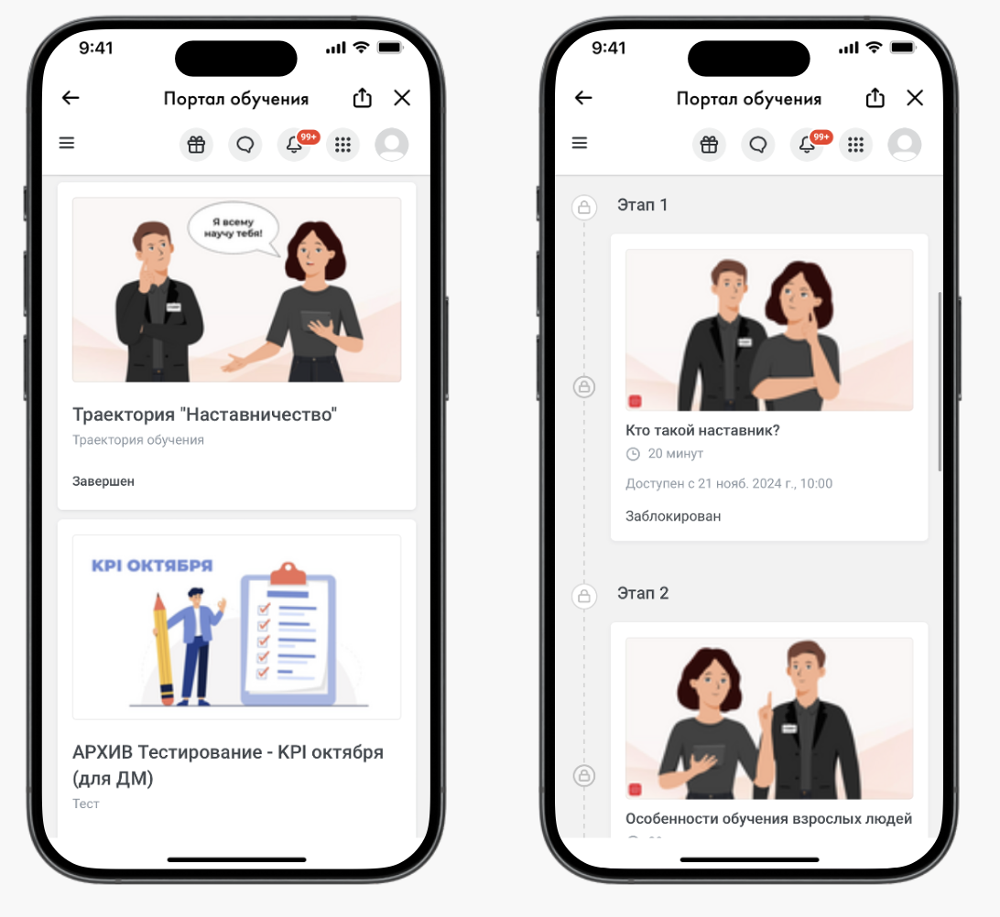 9:41
Портал обучения
99+
Я всему
научу тебя!
Траектория "Наставничество"
Траектория обучения
Завершен
KPI ОКТЯБРЯ
АРХИВ Тестирование - KPI октября
(для ДМ)
Тест
9:41
Портал обучения
99+
Этап 1
Кто такой наставник?
20 минут
Доступен с 21 нояб. 2024 г., 10:00
Заблокирован
Этап 2
Особенности обучения взрослых людей